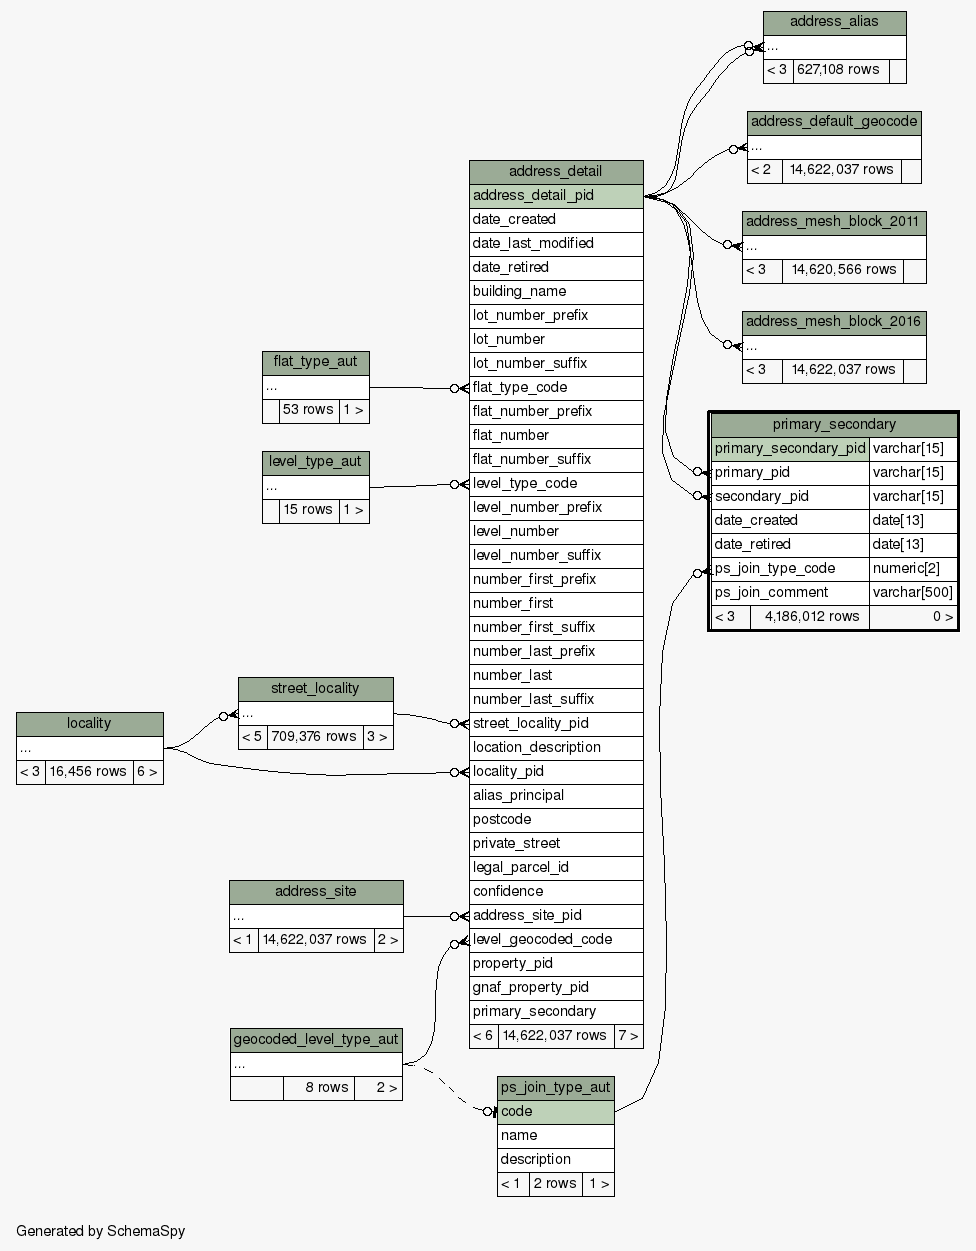 address_alias
...
< 3 627,108 rows
address_default_geocode
...
< 2 14,622,037 rows
address_mesh_block_2011
...
< 3 14,620,566 rows
address_mesh_block_2016
...
< 3 14,622,037 rows
primary_secondary
primary_secondary_pid varchar[15]
primary_pid varchar[15]
secondary_pid varchar[15]
date_created date[13]
date_retired date[13]
ps_join_type_code numeric[2]
ps_join_comment varchar[500]
< 3 4,186,012 rows 0 >
address_detail
address_detail_pid
date_created
date_last_modified
date_retired
building_name
lot_number_prefix
lot_number
lot_number_suffix
flat_type_code
flat_number_prefix
flat_number
flat_number_suffix
level_type_code
level_number_prefix
level_number
level_number_suffix
number_first_prefix
number_first
number_first_suffix
number_last_prefix
number_last
number_last_suffix
street_locality_pid
location_description
locality_pid
alias_principal
postcode
private_street
legal_parcel_id
confidence
address_site_pid
level_geocoded_code
property_pid
gnaf_property_pid
primary_secondary
< 6 14,622,037 rows 7 >
flat_type_aut
...
53 rows 1 >
level_type_aut
...
15 rows 1 >
street_locality
...
< 5 709,376 rows 3 >
locality
...
< 3 16,456 rows 6 >
address_site
...
< 1 14,622,037 rows 2 >
geocoded_level_type_aut
...
8 rows 2 >
ps_join_type_aut
code
name
description
< 1 2 rows 1 >
Generated by SchemaSpy